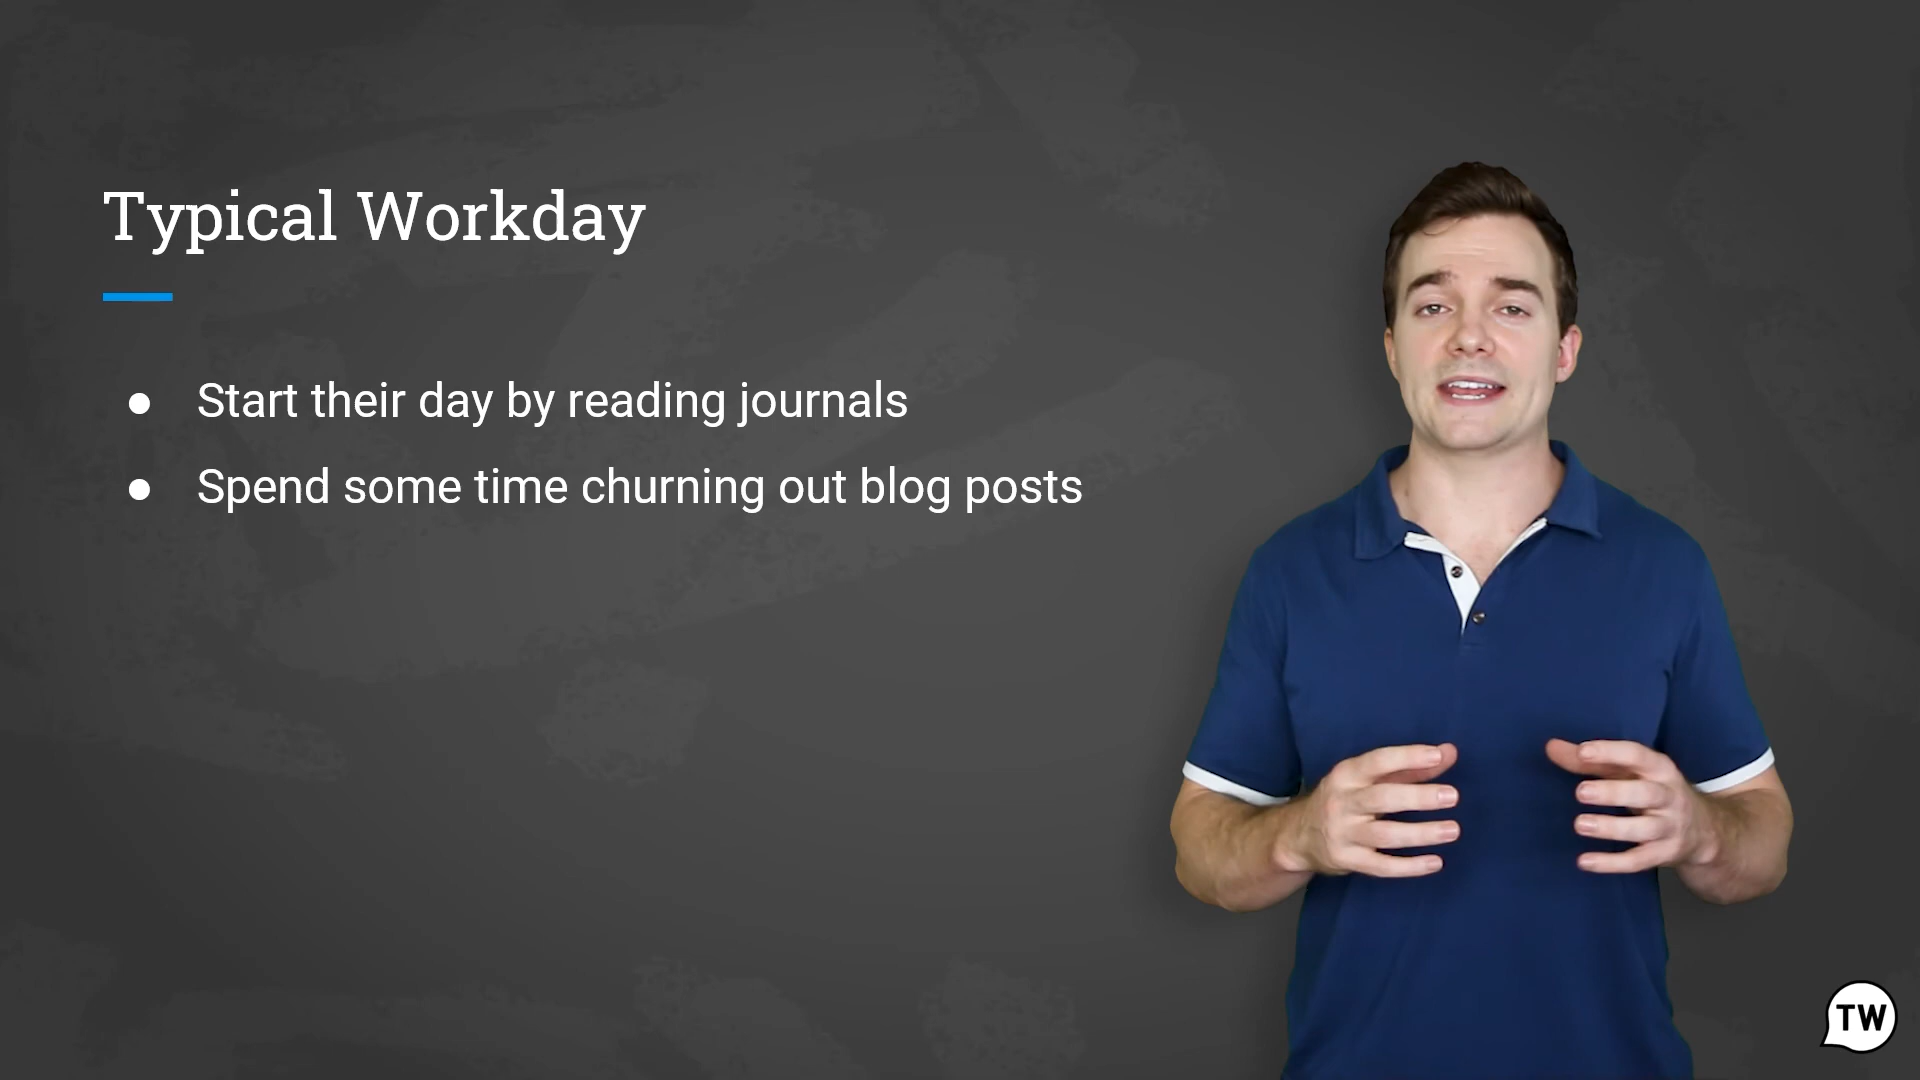 Typical Workday
● Start their day by reading journals
● Spend some time churning out blog posts
TW